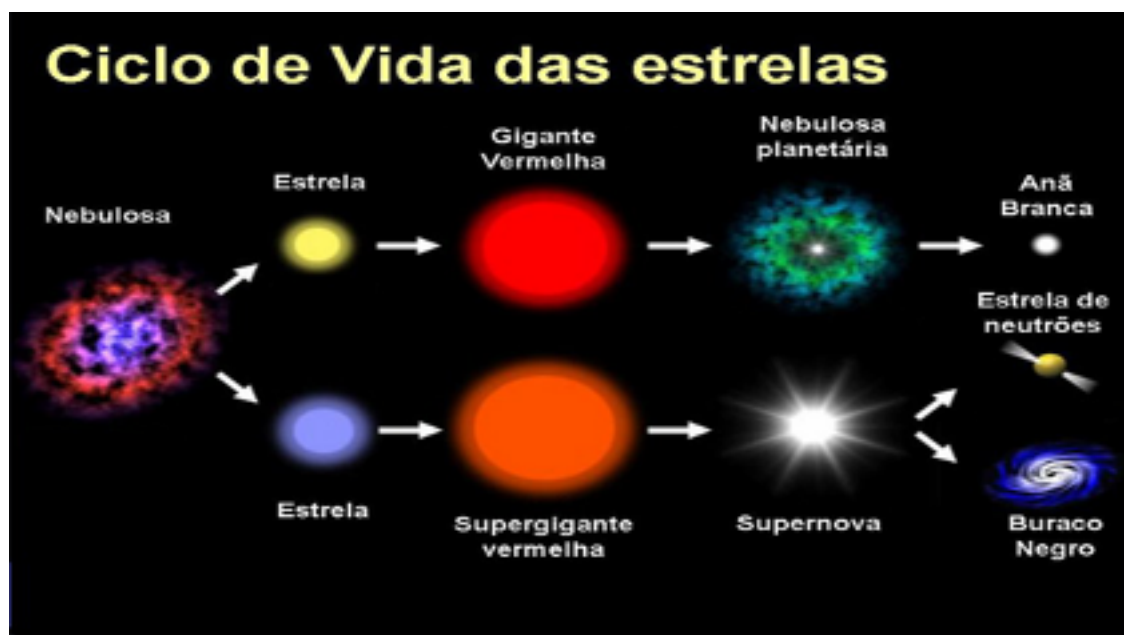 Ciclo de Vida das estrelas
Nebulosa
Estrela
Gigante
Vermelha
Nebulosa
planetária
Anã
Branca
Estrela
Supergigante
vermelha
Supernova
Estrela de
neutrões
Buraco
Negro